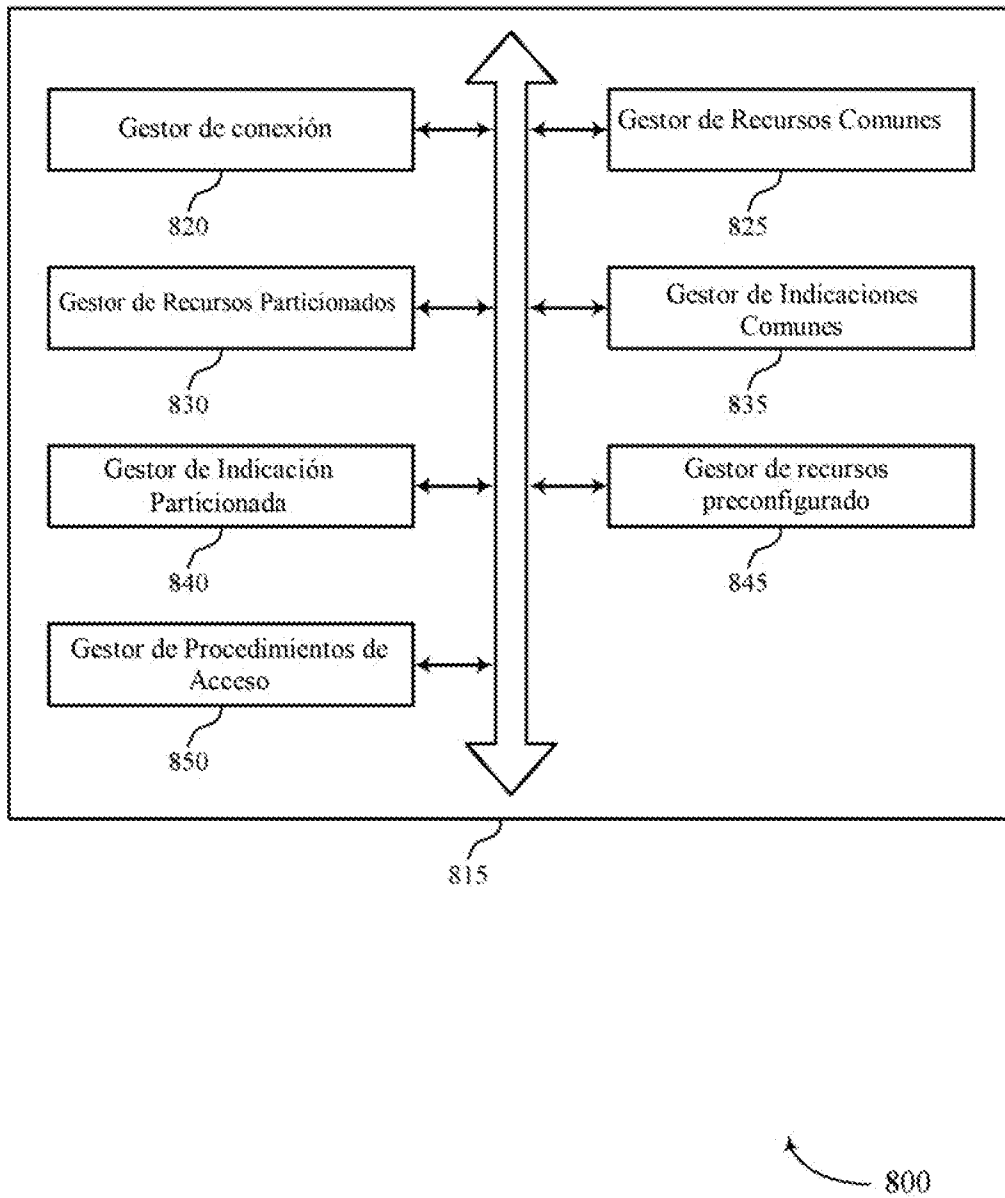 Gestor de conexión
820
Gestor de Recursos Comunes
825
Gestor de Recursos Particionados
830
Gestor de Indicaciones
Comunes
835
Gestor de Indicación
Particionada
840
Gestor de recursos
preconfigurado
845
Gestor de Procedimientos de
Acceso
850
815
800